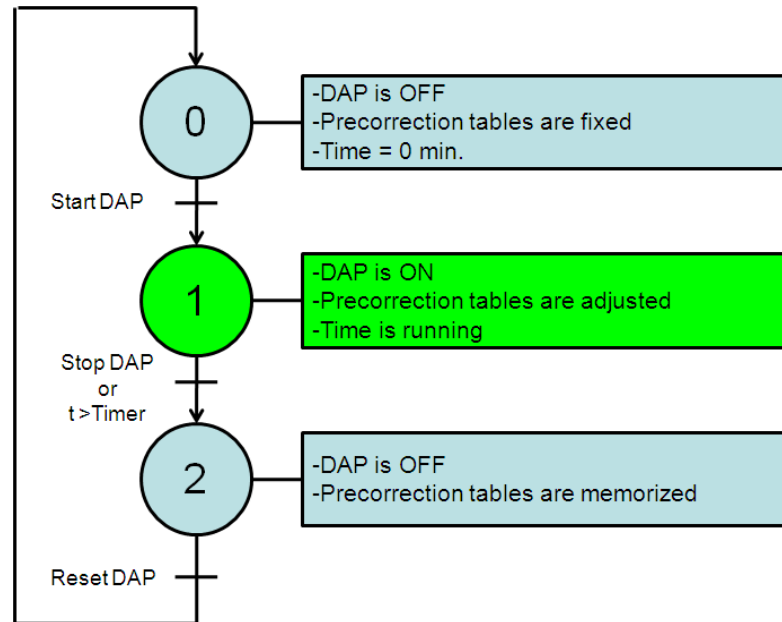 0
-DAP is OFF
-Precorrection tables are fixed
-Time = 0 min.
Start DAP
1
-DAP is ON
-Precorrection tables are adjusted
-Time is running
Stop DAP
or
t >Timer
2
-DAP is OFF
-Precorrection tables are memorized
Reset DAP